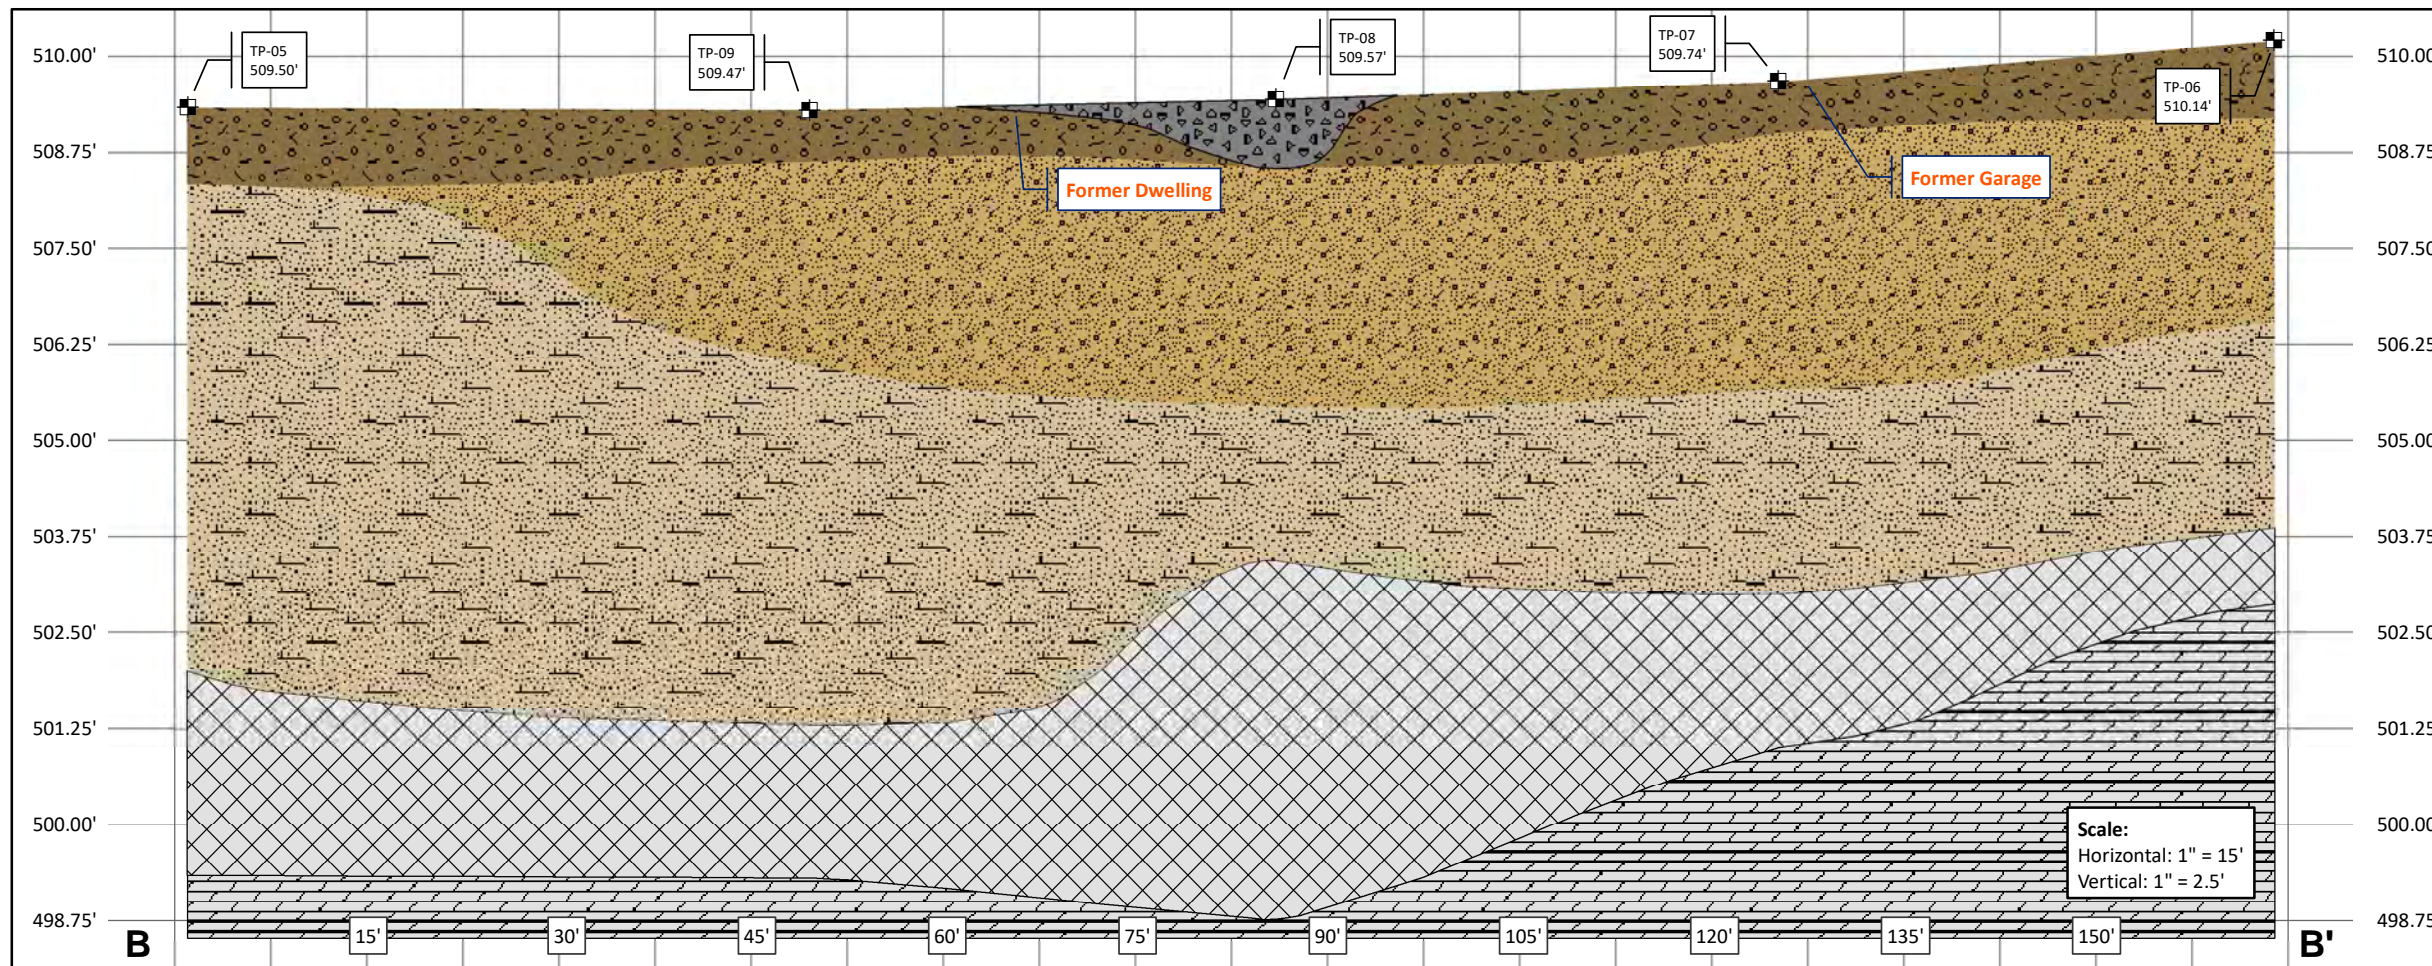 TP-05
509.50'
TP-09
509.47'
TP-08
509.57'
TP-07
509.74'
TP-06
510.14'
510.00'
508.75'
507.50'
506.25'
505.00'
503.75'
502.50'
501.25'
500.00'
498.75'
510.00
508.75
507.50
506.25
505.00
503.75
502.50
501.25
500.00
498.75
Former Dwelling
Former Garage
Scale:
Horizontal: 1" = 15'
Vertical: 1" = 2.5'
B
15'
30'
45'
60'
75'
90'
105'
120'
135'
150'
B'